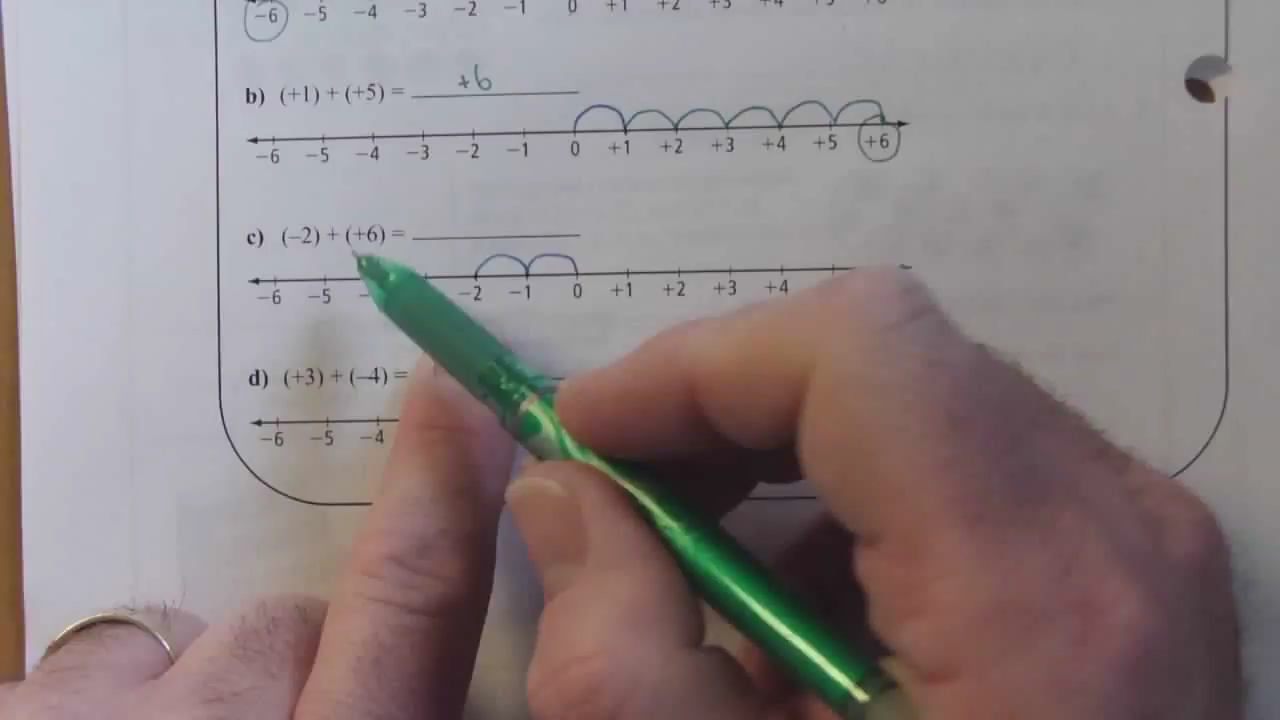 −6 −5 −4 −3 −2 −1 0 +1 +2 +3 +4
b) (+1) + (+5) = +6
−6 −5 −4 −3 −2 −1 0 +1 +2 +3 +4 +5 +6
c) (−2) + (+6) =
−6 −5 −2 −1 0 +1 +2 +3 +4
d) (+3) + (−4) =
−6 −5 −4